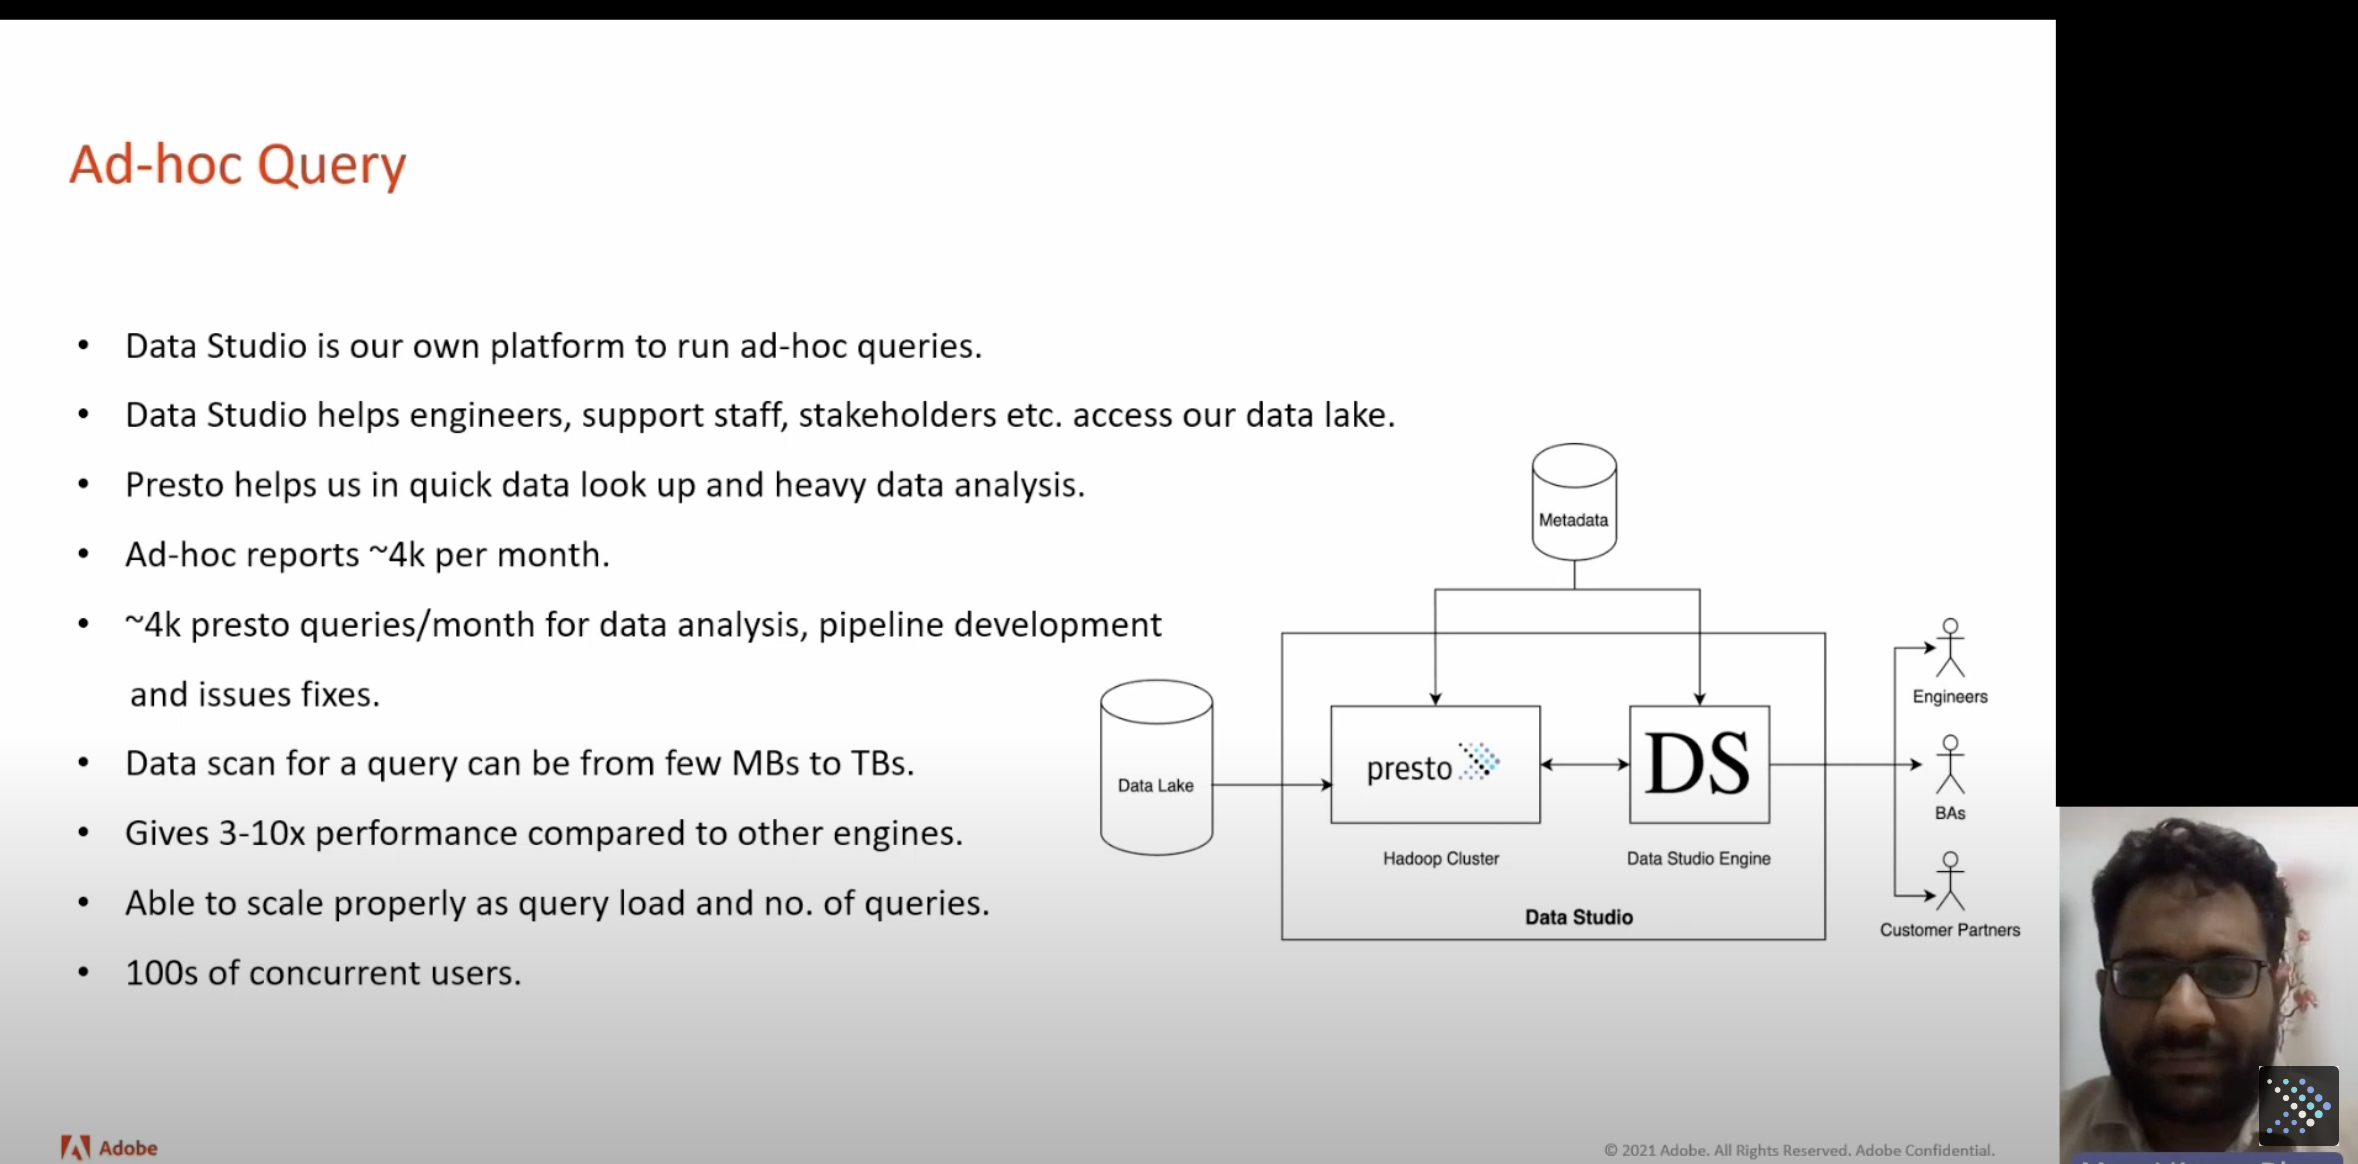 Ad-hoc Query
• Data Studio is our own platform to run ad-hoc queries.
• Data Studio helps engineers, support staff, stakeholders etc. access our data lake.
• Presto helps us in quick data look up and heavy data analysis.
• Ad-hoc reports ~4k per month.
• ~4k presto queries/month for data analysis, pipeline development
and issues fixes.
• Data scan for a query can be from few MBs to TBs.
• Gives 3-10x performance compared to other engines.
• Able to scale properly as query load and no. of queries.
• 100s of concurrent users.
Metadata
Data Lake
presto
Hadoop Cluster
DS
Data Studio Engine
Data Studio
Engineers
BAs
Customer Partners
Adobe
© 2021 Adobe. All Rights Reserved. Adobe Confidential.